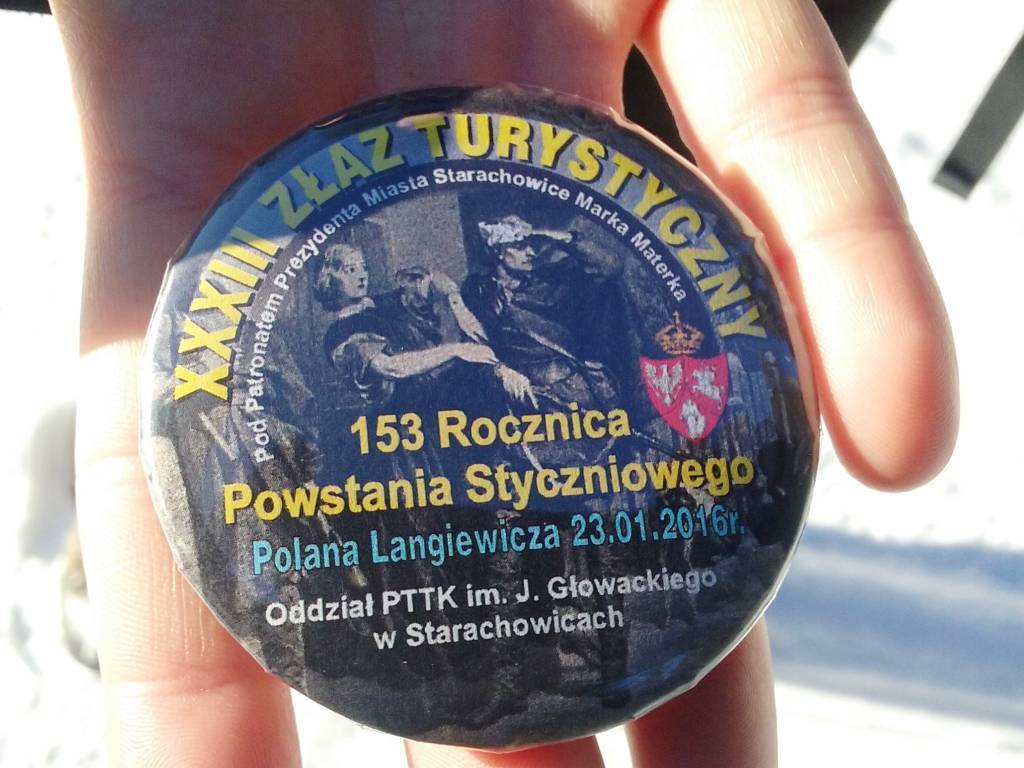 XXXIII ZŁAZ TURYSTYCZNY
Pod Patronatem Prezydenta Miasta Starachowice Marka Materka
153 Rocznica
Powstania Styczniowego
Polana Langiewicza 23.01.2016r.
Oddział PTTK im. J. Głowackiego
w Starachowicach